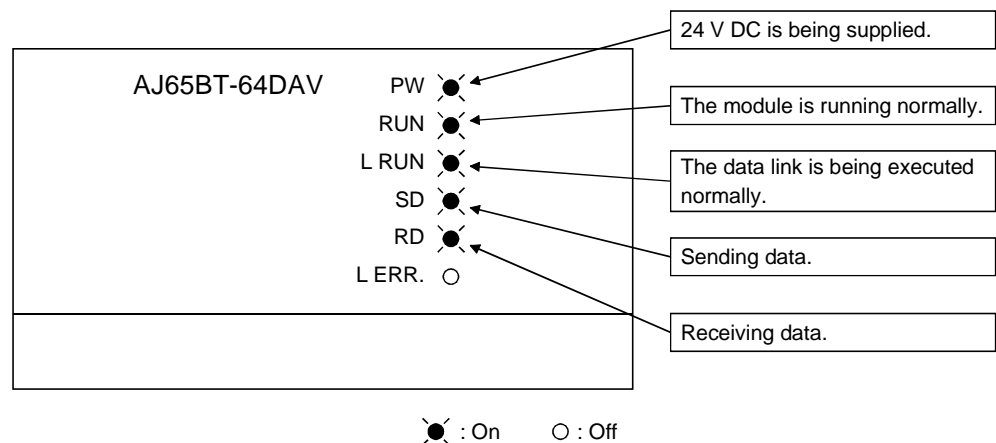 24 V DC is being supplied.
AJ65BT-64DAV
PW
RUN
L RUN
SD
RD
L ERR.
The module is running normally.
The data link is being executed
normally.
Sending data.
Receiving data.
: On
: Off